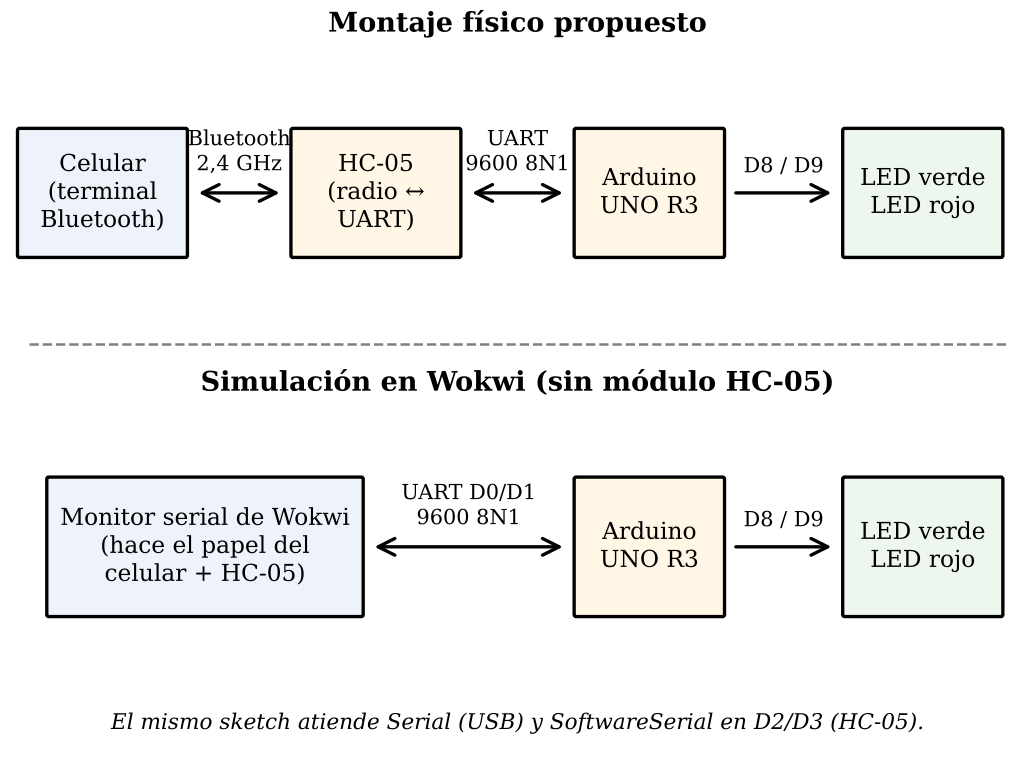 Montaje físico propuesto
Celular
(terminal
Bluetooth)
Bluetooth
2,4 GHz
HC-05
(radio ↔
UART)
UART
9600 8N1
Arduino
UNO R3
D8 / D9
LED verde
LED rojo
Simulación en Wokwi (sin módulo HC-05)
Monitor serial de Wokwi
(hace el papel del
celular + HC-05)
UART D0/D1
9600 8N1
Arduino
UNO R3
D8 / D9
LED verde
LED rojo
El mismo sketch atiende Serial (USB) y SoftwareSerial en D2/D3 (HC-05).